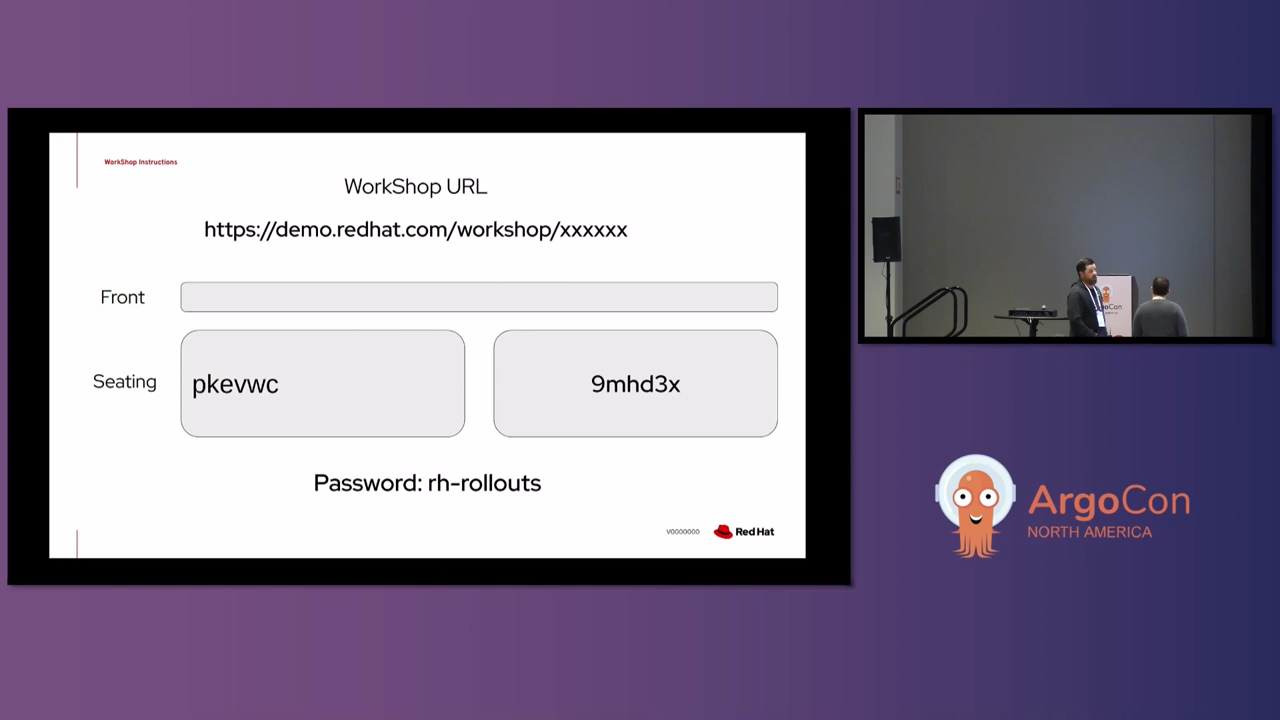 WorkShop Instructions
WorkShop URL
https://demo.redhat.com/workshop/xxxxxx
Front
Seating
pkevwc
9mhd3x
Password: rh-rollouts
V0000000
Red Hat
ArgoCon
NORTH AMERICA